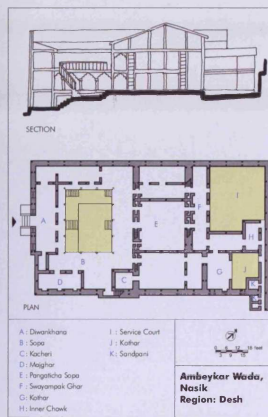 SECTION
A
B
C
D
E
F
G
H
I
J
K
PLAN
A : Diwankhana
B : Sopa
C : Kacheri
D : Majghar
E : Pangaticha Sopa
F : Swayampak Ghar
G : Kothar
H : Inner Chowk
I : Service Court
J : Kothar
K : Sandpani
Ambeykar Wada,
Nasik
Region: Desh